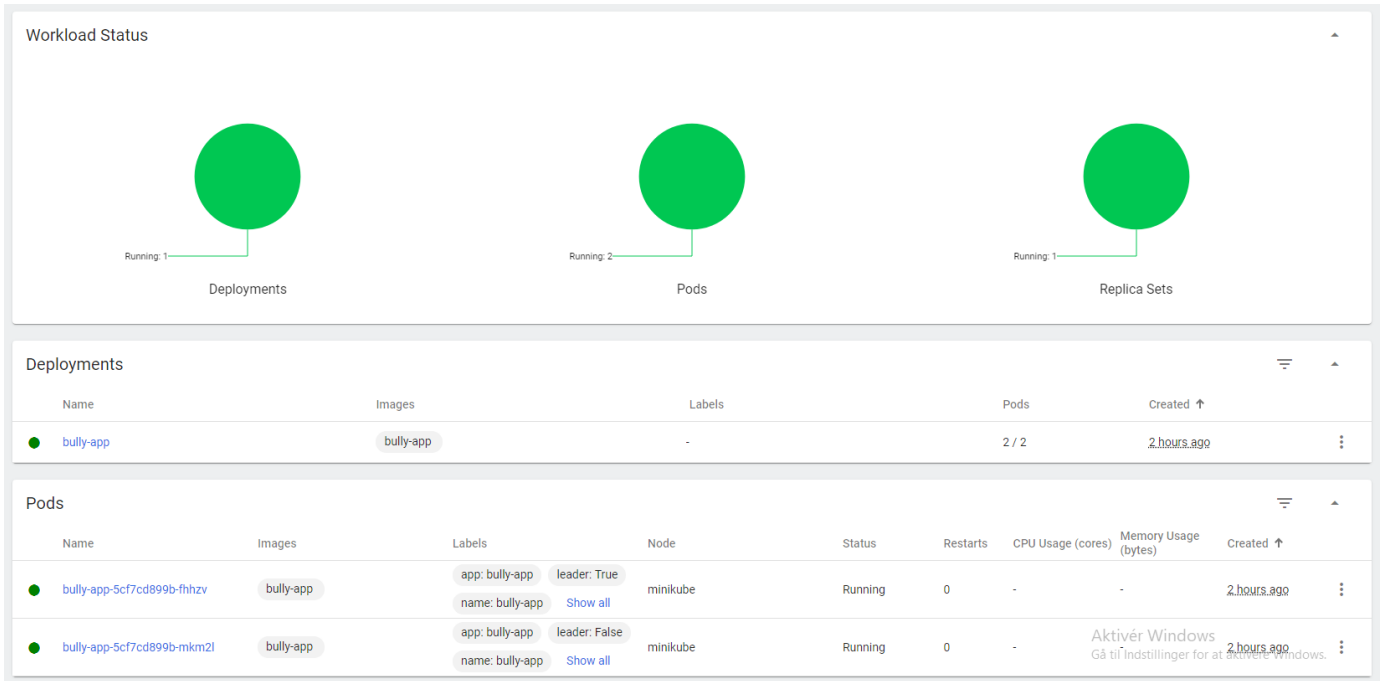 Workload Status
Running: 1
Running: 2
Running: 1
Deployments
Pods
Replica Sets
Deployments
Name Images Labels Pods Created
bully-app bully-app - 2 / 2 2 hours ago
Pods
Name Images Labels Node Status Restarts CPU Usage (cores) Memory Usage (bytes) Created
bully-app-5cf7cd899b-fhhzv bully-app app: bully-app leader: True minikube Running 0 - - 2 hours ago
name: bully-app Show all
bully-app-5cf7cd899b-mkm2l bully-app app: bully-app leader: False minikube Running 0 - - 2 hours ago
name: bully-app Show all
Aktivér Windows
Gå til Indstillinger for at aktivere Windows.